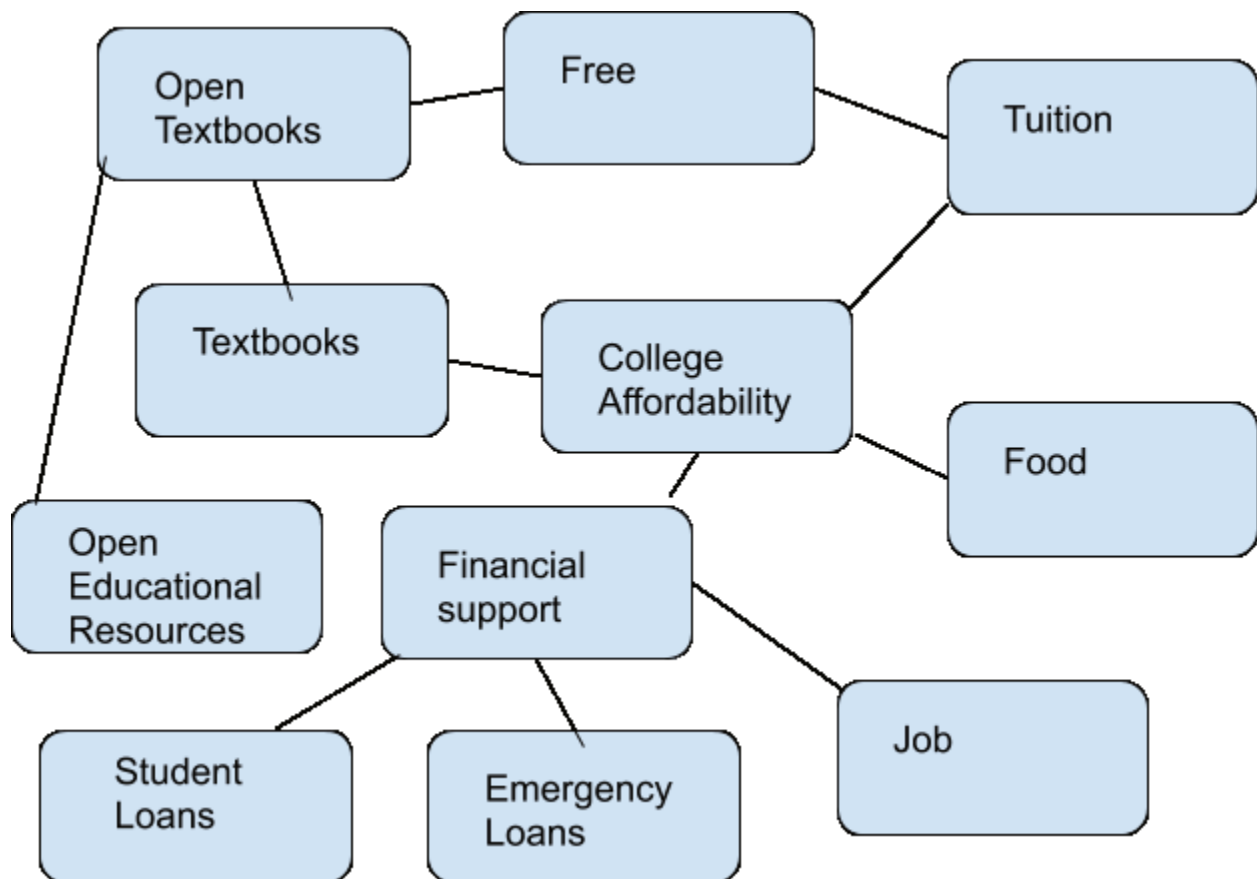 Open
Textbooks
Free
Tuition
Textbooks
College
Affordability
Food
Open
Educational
Resources
Financial
support
Job
Student
Loans
Emergency
Loans